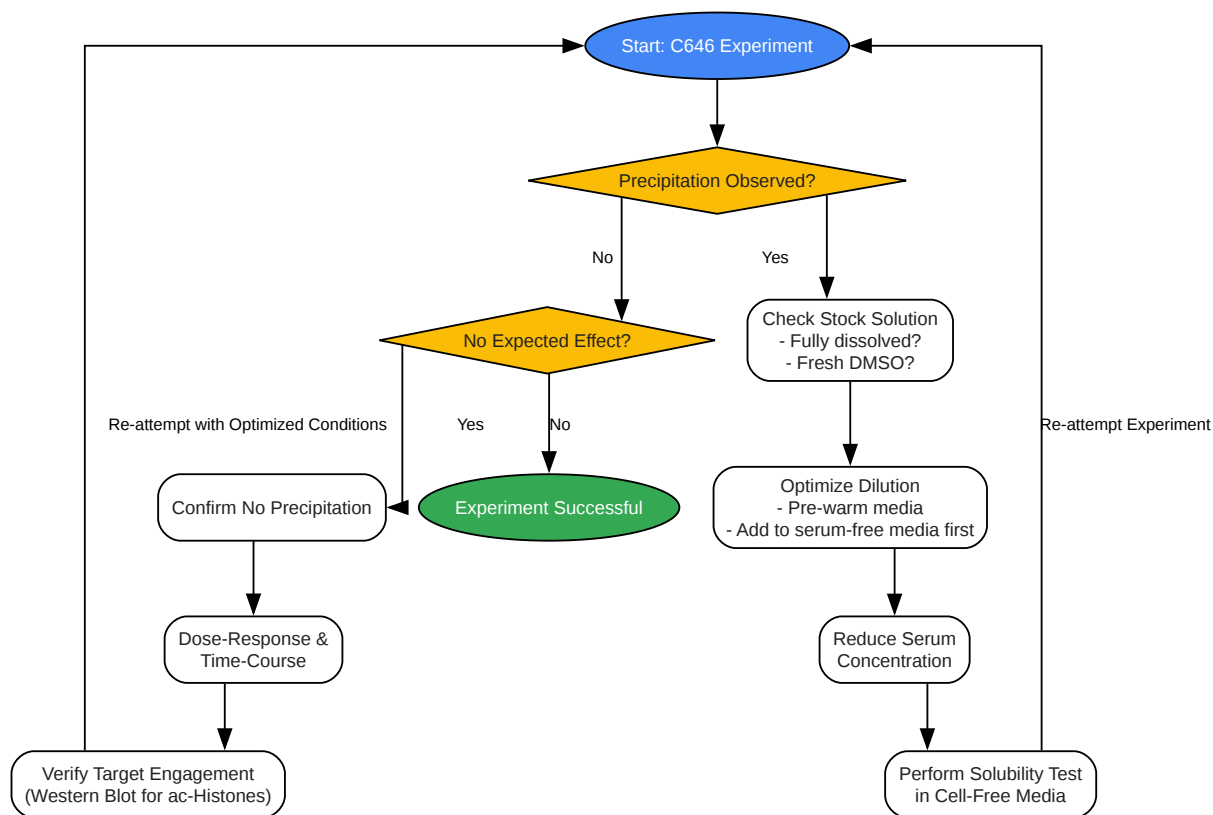 Start: C646 Experiment
Precipitation Observed?
No
Yes
Check Stock Solution
- Fully dissolved?
- Fresh DMSO?
No Expected Effect?
Re-attempt with Optimized Conditions
Yes
No
Re-attempt Experiment
Confirm No Precipitation
Experiment Successful
Optimize Dilution
- Pre-warm media
- Add to serum-free media first
Dose-Response &
Time-Course
Reduce Serum
Concentration
Verify Target Engagement
(Western Blot for ac-Histones)
Perform Solubility Test
in Cell-Free Media